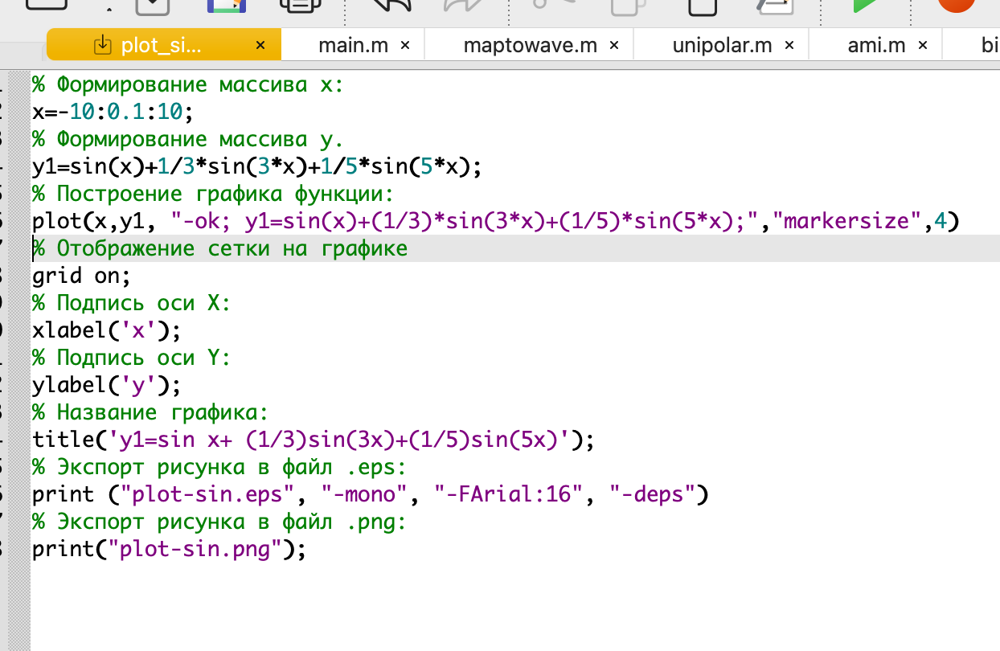 plot_si...
main.m
maptowave.m
unipolar.m
ami.m
bi
% Формирование массива x:
x=-10:0.1:10;
% Формирование массива y.
y1=sin(x)+1/3*sin(3*x)+1/5*sin(5*x);
% Построение графика функции:
plot(x,y1, "-ok; y1=sin(x)+(1/3)*sin(3*x)+(1/5)*sin(5*x);","markersize",4)
% Отображение сетки на графике
grid on;
% Подпись оси X:
xlabel('x');
% Подпись оси Y:
ylabel('y');
% Название графика:
title('y1=sin x+ (1/3)sin(3x)+(1/5)sin(5x)');
% Экспорт рисунка в файл .eps:
print ("plot-sin.eps", "-mono", "-FArial:16", "-deps")
% Экспорт рисунка в файл .png:
print("plot-sin.png");